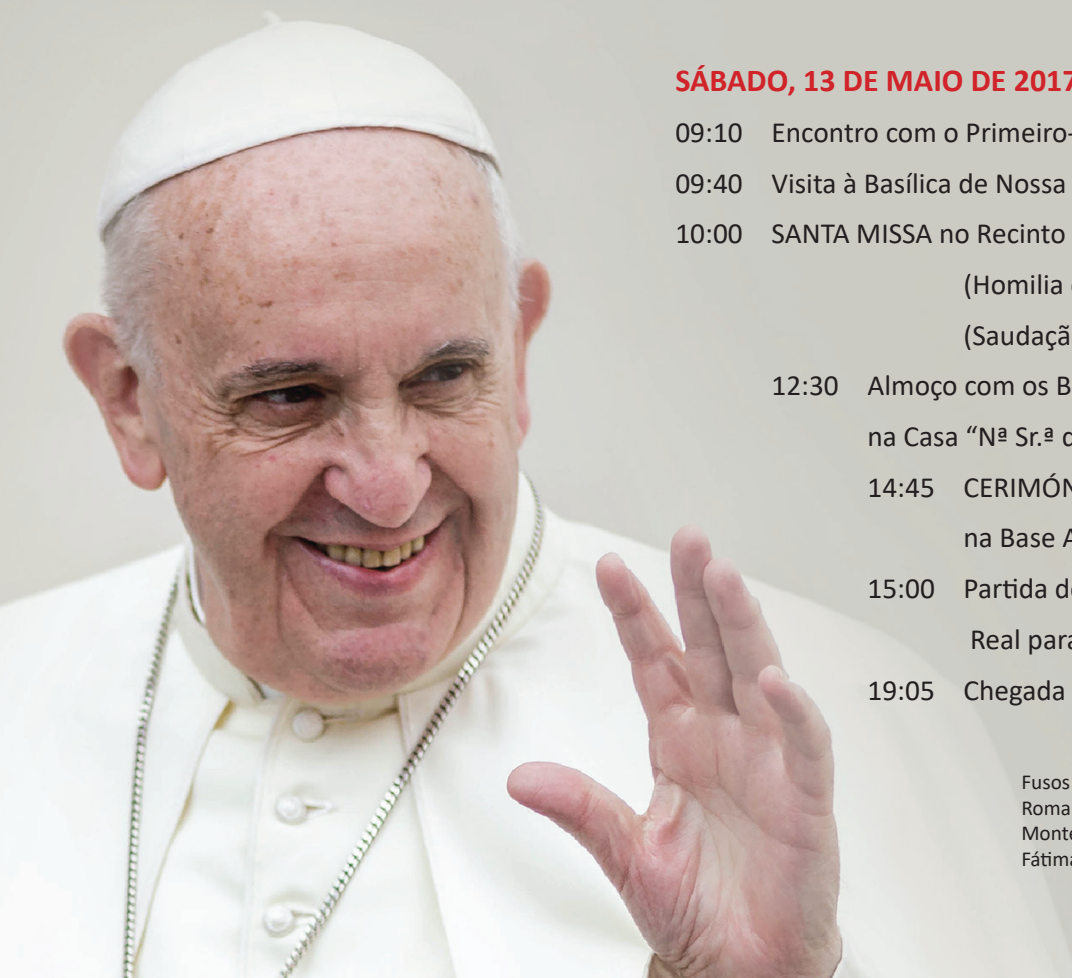 SÁBADO, 13 DE MAIO DE 2017
09:10 Encontro com o Primeiro-
09:40 Visita à Basílica de Nossa
10:00 SANTA MISSA no Recinto
(Homilia
(Saudaçã
12:30 Almoço com os B
na Casa “Nª Sr.ª d
14:45 CERIMÓN
na Base A
15:00 Partida d
Real para
19:05 Chegada
Fusos
Roma
Monte
Fátima